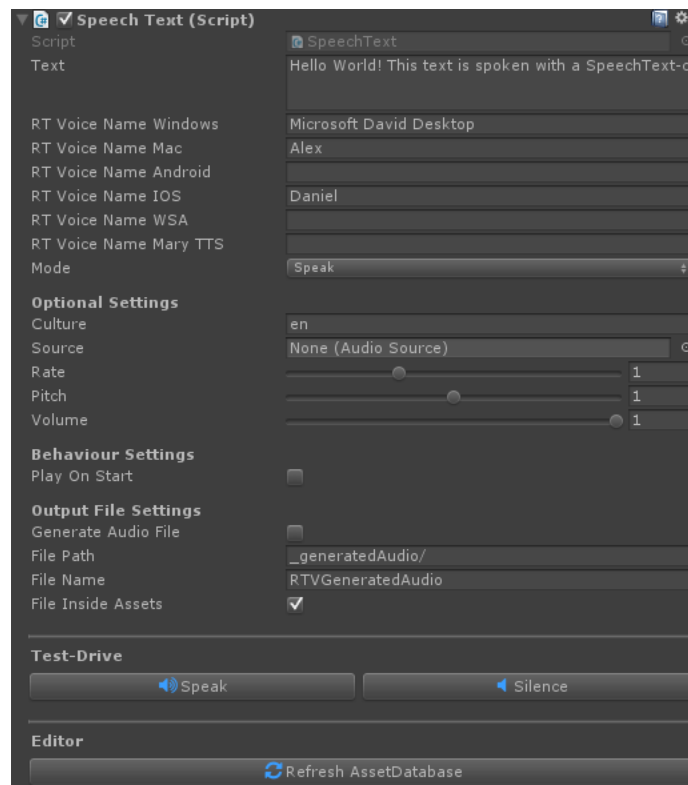 Speech Text (Script)
Script SpeechText
Text Hello World! This text is spoken with a SpeechText-c
RT Voice Name Windows Microsoft David Desktop
RT Voice Name Mac Alex
RT Voice Name Android
RT Voice Name IOS Daniel
RT Voice Name WSA
RT Voice Name Mary TTS
Mode Speak
Optional Settings
Culture en
Source None (Audio Source)
Rate 1
Pitch 1
Volume 1
Behaviour Settings
Play On Start
Output File Settings
Generate Audio File
File Path _generatedAudio/
File Name RTVGeneratedAudio
File Inside Assets
Test-Drive
Speak Silence
Editor
Refresh AssetDatabase